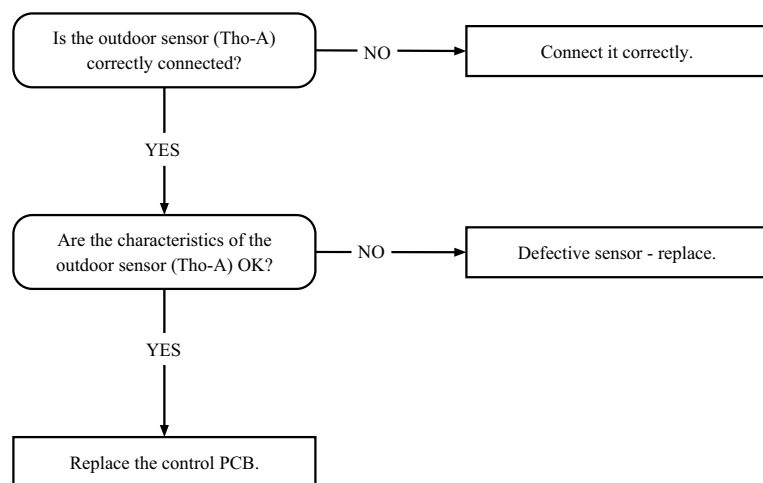 Is the outdoor sensor (Tho-A)
correctly connected?
NO
Connect it correctly.
YES
Are the characteristics of the
outdoor sensor (Tho-A) OK?
NO
Defective sensor - replace.
YES
Replace the control PCB.